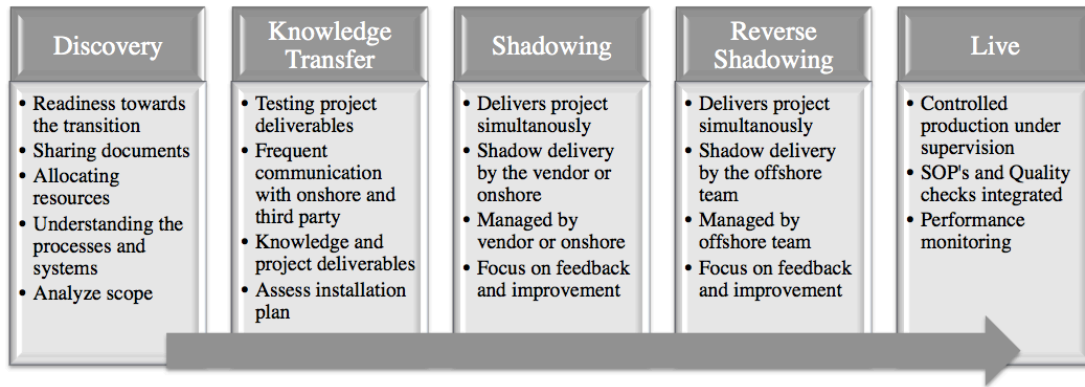 Discovery
• Readiness towards
the transition
• Sharing documents
• Allocating
resources
• Understanding the
processes and
systems
• Analyze scope
Knowledge
Transfer
• Testing project
deliverables
• Frequent
communication
with onshore and
third party
• Knowledge and
project deliverables
• Assess installation
plan
Shadowing
• Delivers project
simultanously
• Shadow delivery
by the vendor or
onshore
• Managed by
vendor or onshore
• Focus on feedback
and improvement
Reverse
Shadowing
• Delivers project
simultanously
• Shadow delivery
by the offshore
team
• Managed by
offshore team
• Focus on feedback
and improvement
Live
• Controlled
production under
supervision
• SOP's and Quality
checks integrated
• Performance
monitoring